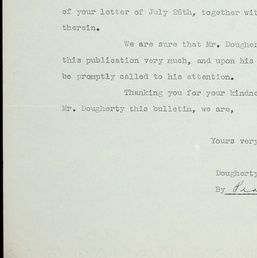 of your letter of July 28th, together wit
therein.
We are sure that Mr. Dougher
this publication very much, and upon his
be promptly called to his attention.
Thanking you for your kindne
Mr. Dougherty this bulletin, we are,
Yours very
Dougherty
By